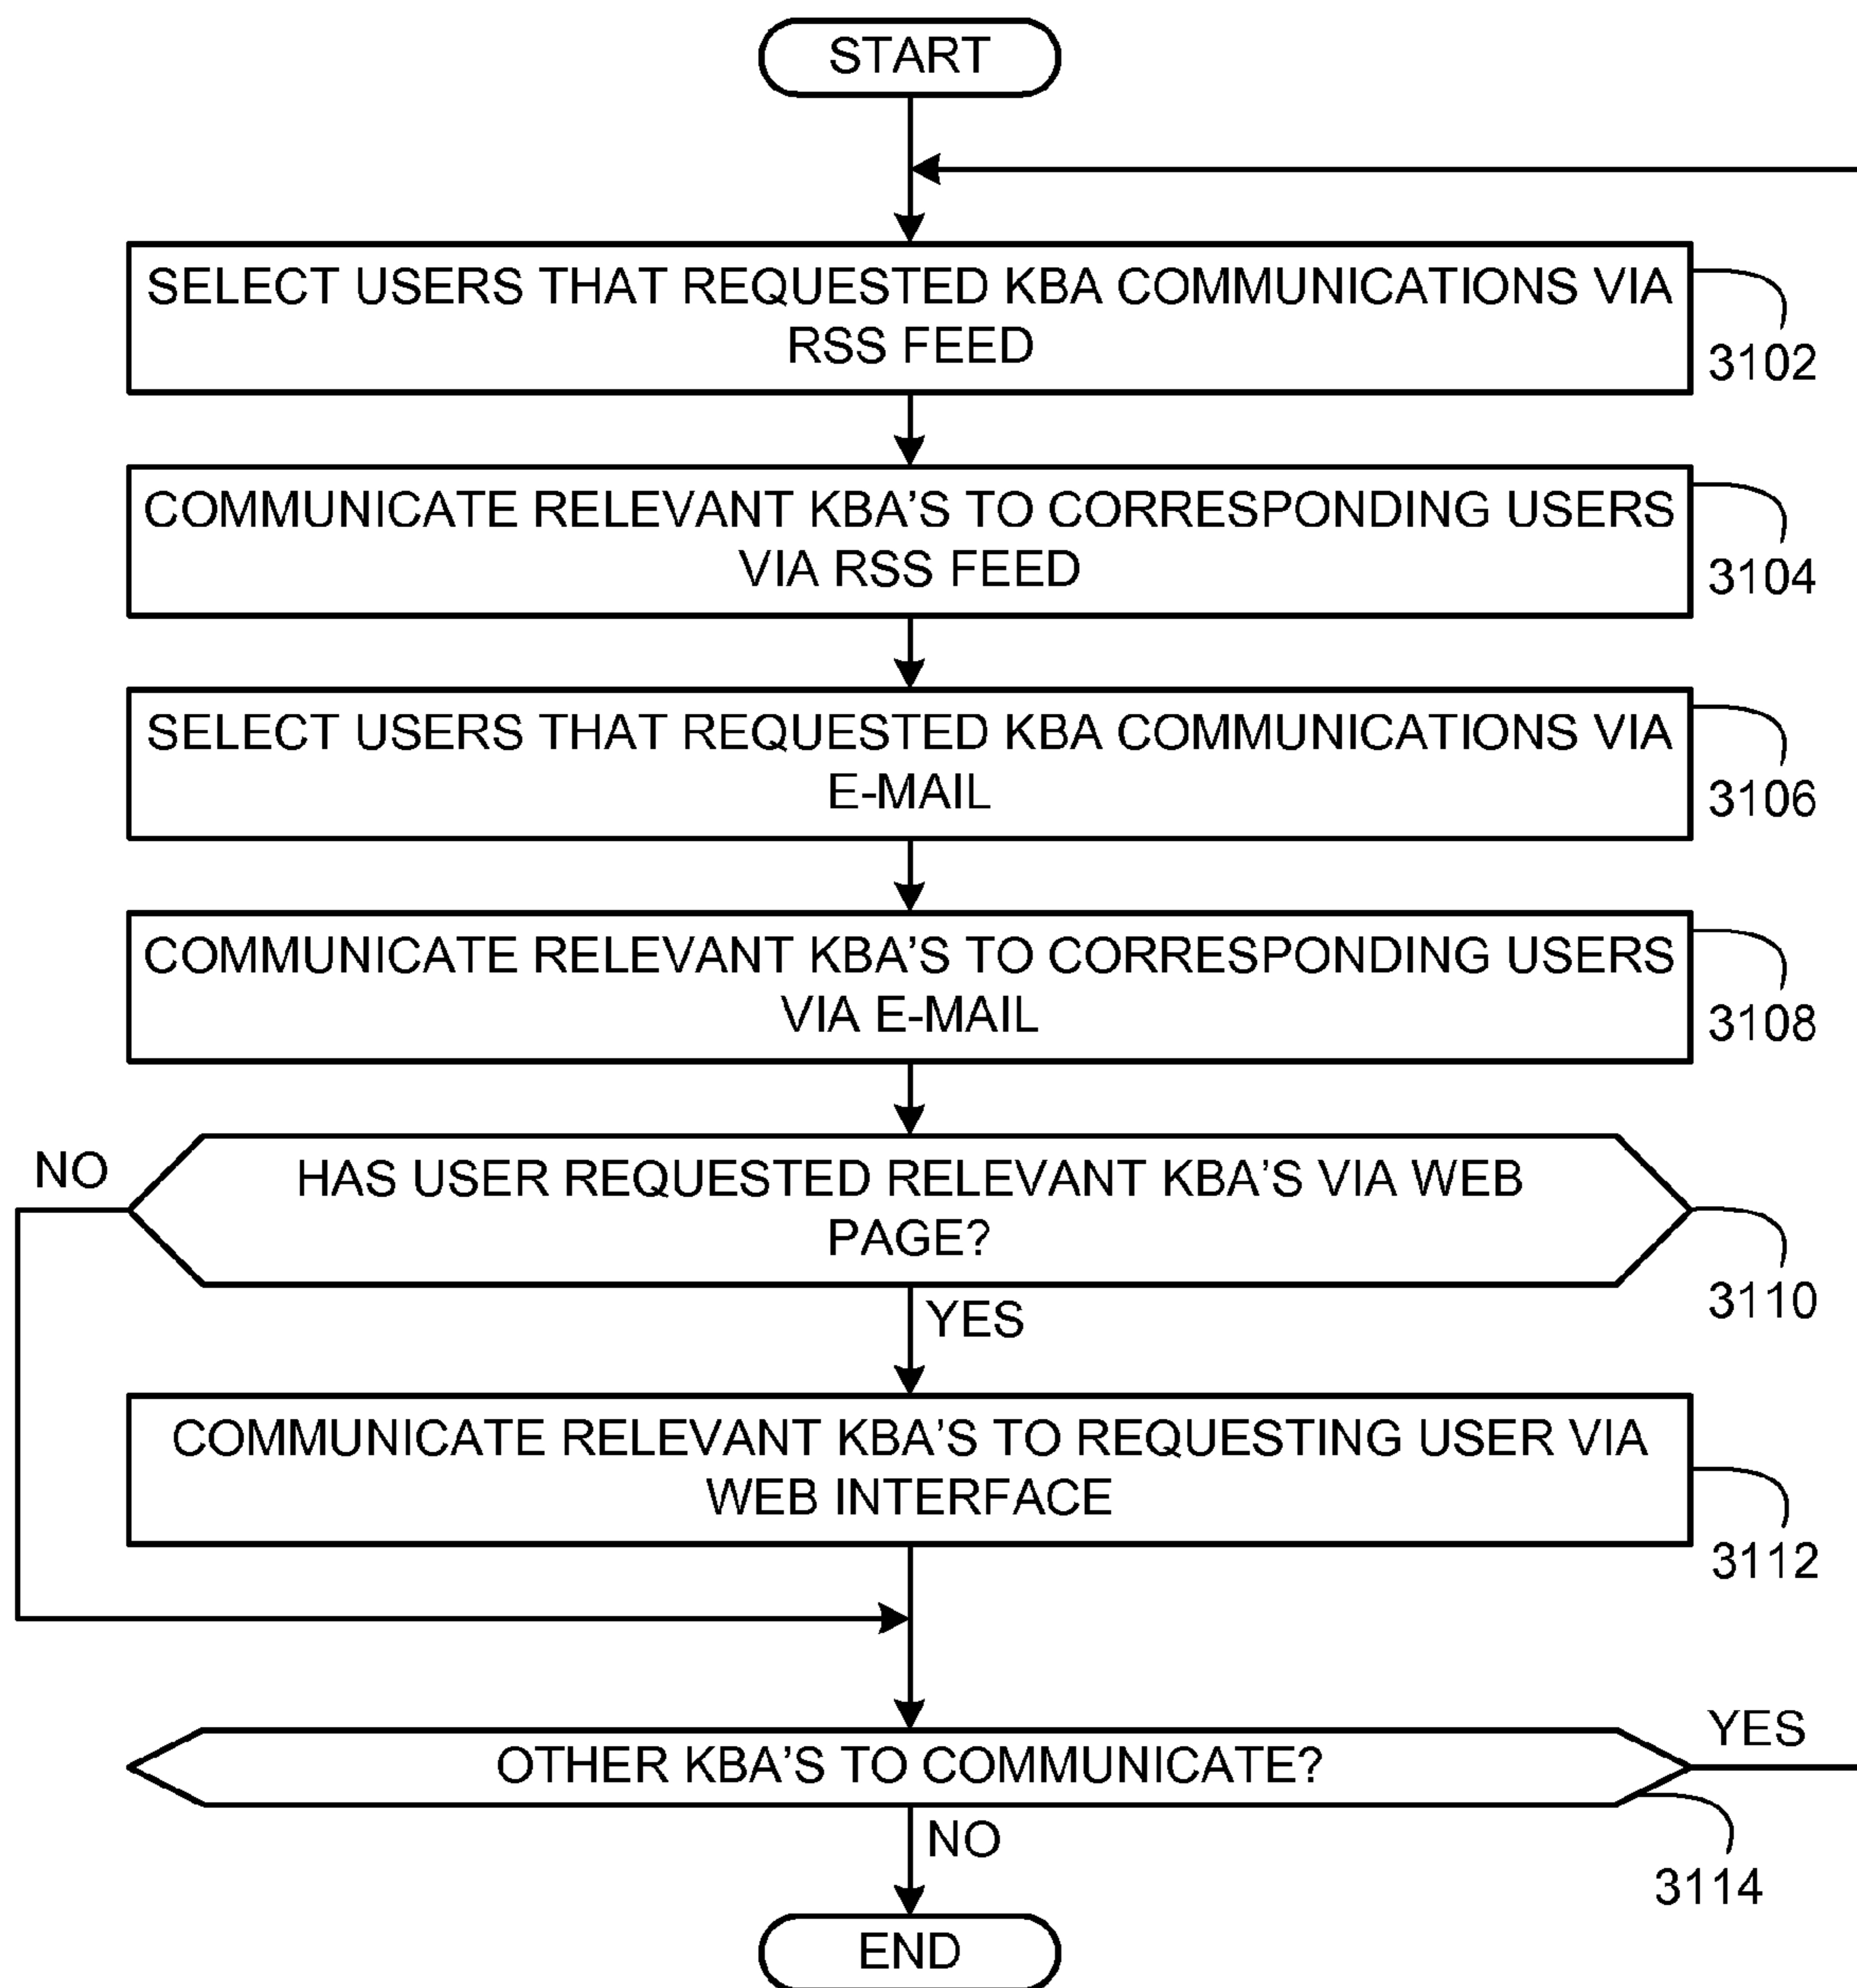 START
SELECT USERS THAT REQUESTED KBA COMMUNICATIONS VIA
RSS FEED
3102
COMMUNICATE RELEVANT KBA'S TO CORRESPONDING USERS
VIA RSS FEED
3104
SELECT USERS THAT REQUESTED KBA COMMUNICATIONS VIA
E-MAIL
3106
COMMUNICATE RELEVANT KBA'S TO CORRESPONDING USERS
VIA E-MAIL
3108
NO
HAS USER REQUESTED RELEVANT KBA'S VIA WEB
PAGE?
3110
YES
COMMUNICATE RELEVANT KBA'S TO REQUESTING USER VIA
WEB INTERFACE
3112
YES
OTHER KBA'S TO COMMUNICATE?
NO
3114
END